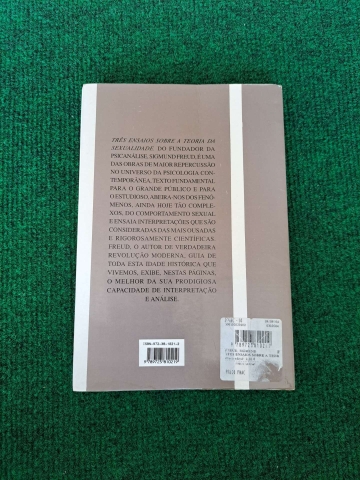 TRÊS ENSAIOS SOBRE A TEORIA DA
SEXUALIDADE DO FUNDADOR DA
PSICANÁLISE, SIGMUND FREUD, É UMA
DAS OBRAS DE MAIOR REPERCUSSÃO
NO UNIVERSO DA PSICOLOGIA CON-
TEMPORÂNEA. TEXTO FUNDAMENTAL
PARA O GRANDE PÚBLICO E PARA
O ESTUDIOSO, ABEIRA-NOS DOS FENÓ-
MENOS, AINDA HOJE TÃO COMPLE-
XOS, DO COMPORTAMENTO SEXUAL
E ENSAIA INTERPRETAÇÕES QUE SÃO
CONSIDERADAS DAS MAIS OUSADAS
E RIGOROSAMENTE CIENTÍFICAS.
FREUD, O AUTOR DE VERDADEIRA
REVOLUÇÃO MODERNA, GUIA DE
TODA ESTA IDADE HISTÓRICA QUE
VIVEMOS, EXIBE, NESTAS PÁGINAS,
O MELHOR DA SUA PRODIGIOSA
CAPACIDADE DE INTERPRETAÇÃO
E ANÁLISE.